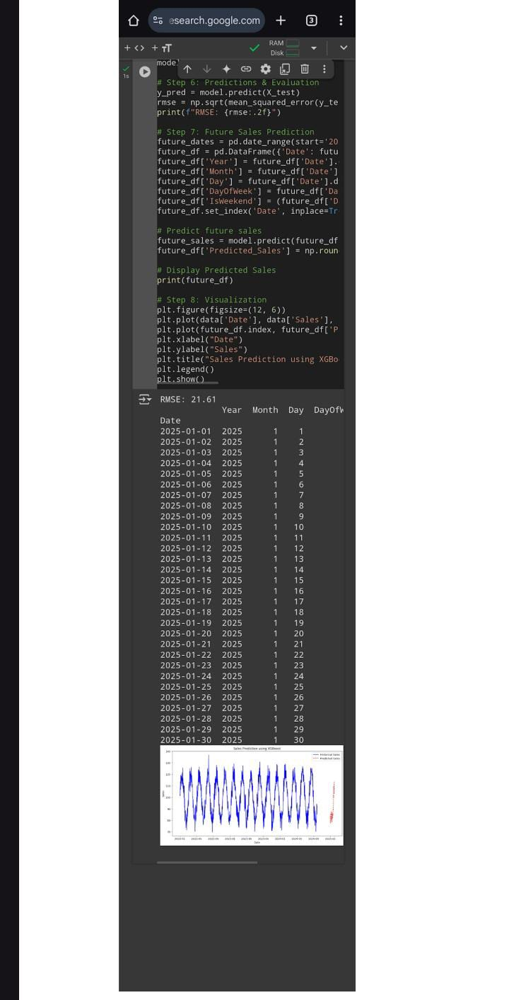 esearch.google.com
3
RAM
Disk
1s
mode
# Step 6: Predictions & Evaluation
y_pred = model.predict(X_test)
rmse = np.sqrt(mean_squared_error(y_te
print(f"RMSE: {rmse:.2f}")
# Step 7: Future Sales Prediction
future_dates = pd.date_range(start='20
future_df = pd.DataFrame({'Date': futu
future_df['Year'] = future_df['Date'].
future_df['Month'] = future_df['Date']
future_df['Day'] = future_df['Date'].d
future_df['DayOfWeek'] = future_df['Da
future_df['IsWeekend'] = (future_df['D
future_df.set_index('Date', inplace=Tr
# Predict future sales
future_sales = model.predict(future_df
future_df['Predicted_Sales'] = np.roun
# Display Predicted Sales
print(future_df)
# Step 8: Visualization
plt.figure(figsize=(12, 6))
plt.plot(data['Date'], data['Sales'],
plt.plot(future_df.index, future_df['P
plt.xlabel("Date")
plt.ylabel("Sales")
plt.title("Sales Prediction using XGBo
plt.legend()
plt.show()
RMSE: 21.61
Year Month Day DayOfW
Date
2025-01-01 2025 1 1
2025-01-02 2025 1 2
2025-01-03 2025 1 3
2025-01-04 2025 1 4
2025-01-05 2025 1 5
2025-01-06 2025 1 6
2025-01-07 2025 1 7
2025-01-08 2025 1 8
2025-01-09 2025 1 9
2025-01-10 2025 1 10
2025-01-11 2025 1 11
2025-01-12 2025 1 12
2025-01-13 2025 1 13
2025-01-14 2025 1 14
2025-01-15 2025 1 15
2025-01-16 2025 1 16
2025-01-17 2025 1 17
2025-01-18 2025 1 18
2025-01-19 2025 1 19
2025-01-20 2025 1 20
2025-01-21 2025 1 21
2025-01-22 2025 1 22
2025-01-23 2025 1 23
2025-01-24 2025 1 24
2025-01-25 2025 1 25
2025-01-26 2025 1 26
2025-01-27 2025 1 27
2025-01-28 2025 1 28
2025-01-29 2025 1 29
2025-01-30 2025 1 30
Sales Prediction using XGBoost
Historical Sales
Predicted Sales
Sales
Date